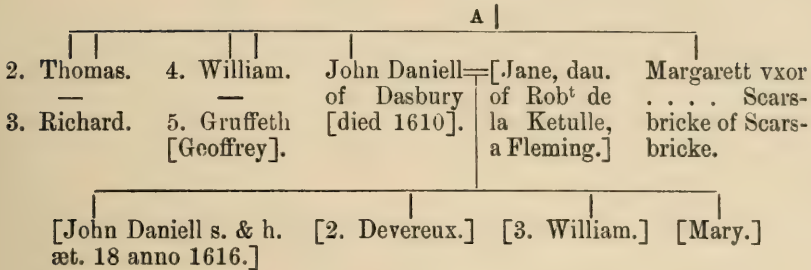 A
2. Thomas.
—
3. Richard.
4. William.
—
5. Gruffeth
[Geoffrey].
John Daniell
of Dasbury
[died 1610].
[Jane, dau.
of Robᵗ de
la Ketulle,
a Fleming.]
Margarett vxor
. . . . Scars-
bricke of Scars-
bricke.
[John Daniell s. & h.
æt. 18 anno 1616.]
[2. Devereux.]
[3. William.]
[Mary.]